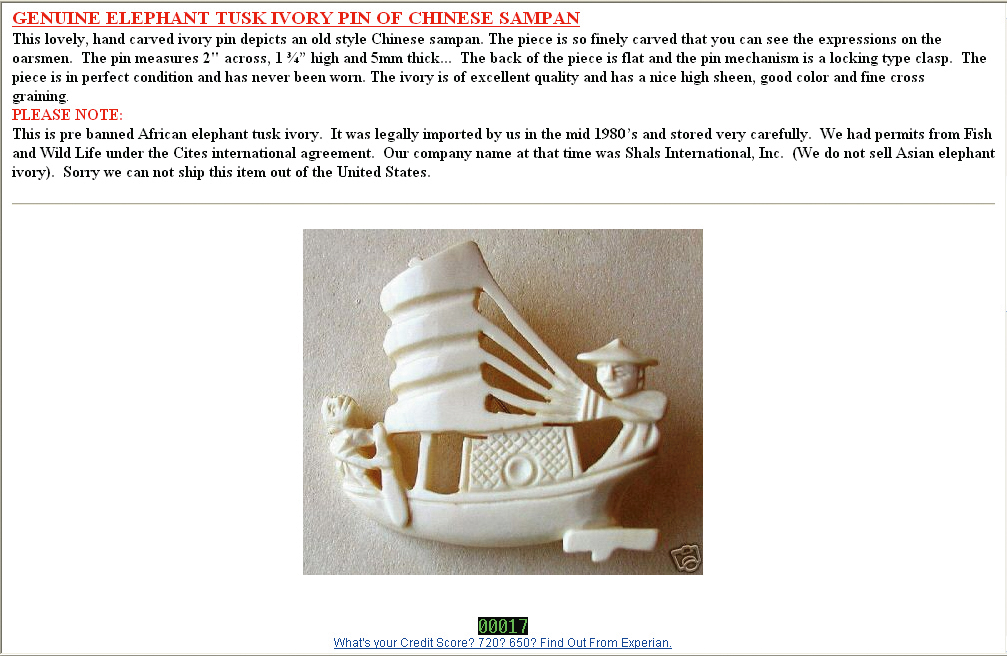 GENUINE ELEPHANT TUSK IVORY PIN OF CHINESE SAMPAN
This lovely, hand carved ivory pin depicts an old style Chinese sampan. The piece is so finely carved that you can see the expressions on the
oarsmen.  The pin measures 2” across, 1 ¾” high and 5mm thick...  The back of the piece is flat and the pin mechanism is a locking type clasp.  The
piece is in perfect condition and has never been worn. The ivory is of excellent quality and has a nice high sheen, good color and fine cross
graining.
PLEASE NOTE:
This is pre banned African elephant tusk ivory.  It was legally imported by us in the mid 1980’s and stored very carefully.  We had permits from Fish
and Wild Life under the Cites international agreement.  Our company name at that time was Shals International, Inc.  (We do not sell Asian elephant
ivory).  Sorry we can not ship this item out of the United States.
00017
What's your Credit Score? 720? 650? Find Out From Experian.